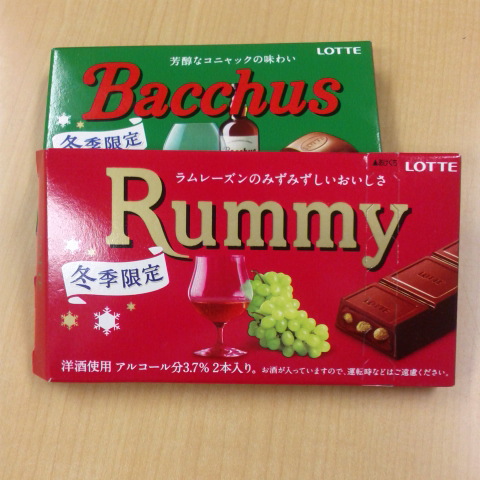 LOTTE
芳醇なコニャックの味わい
Bacchus
冬季限定
LOTTE
ラムレーズンのみずみずしいおいしさ
Rummy
冬季限定
洋酒使用 アルコール分3.7% 2本入り。 お酒が入っていますので、運転時などはご遠慮ください。
LOTTE